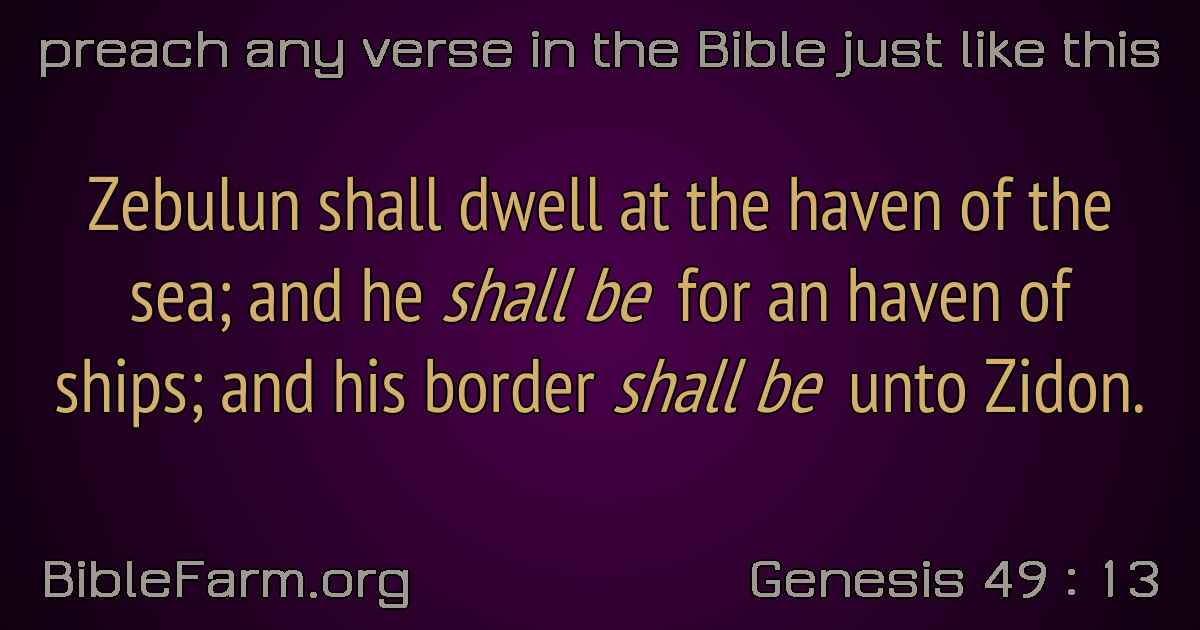 preach any verse in the Bible just like this
Zebulun shall dwell at the haven of the
sea; and he shall be for an haven of
ships; and his border shall be unto Zidon.
BibleFarm.org
Genesis 49 : 13